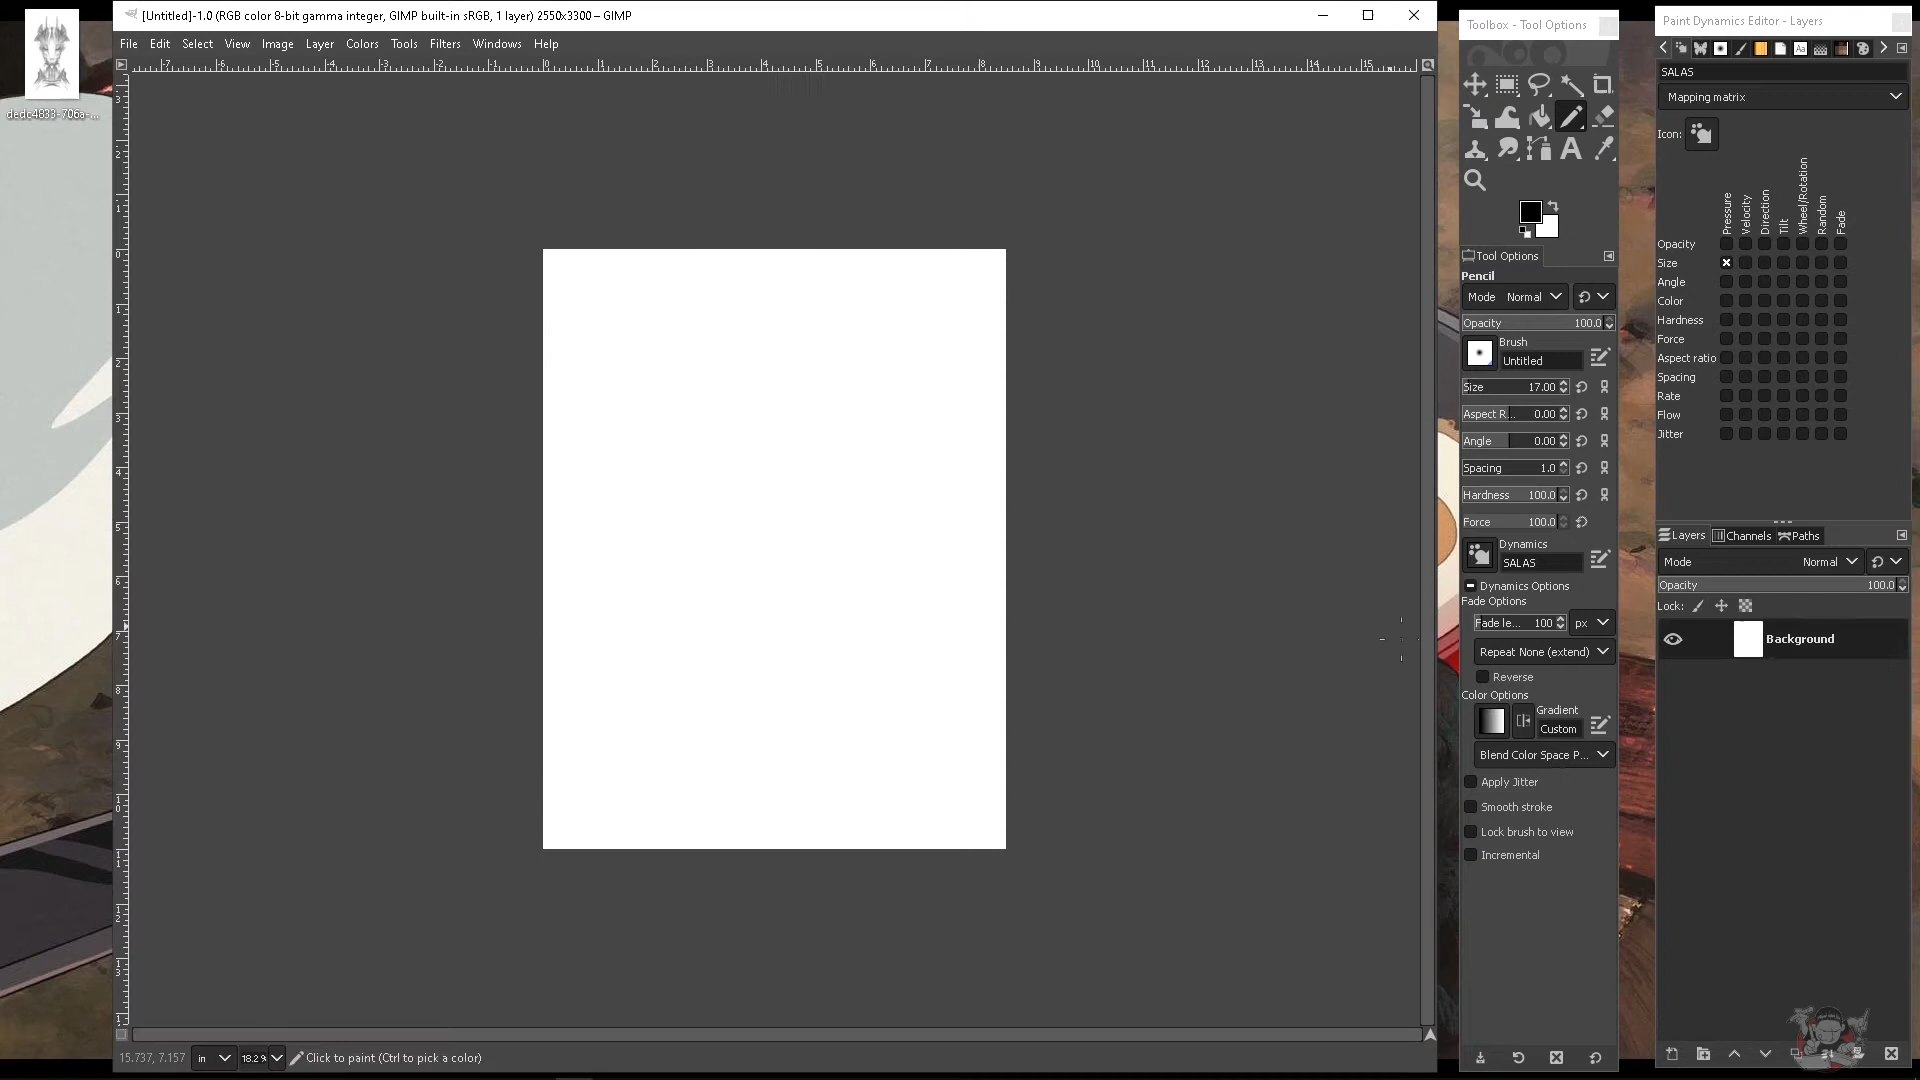 [Untitled]-1.0 (RGB color 8-bit gamma integer, GIMP built-in sRGB, 1 layer) 2550x3300 – GIMP
File Edit Select View Image Layer Colors Tools Filters Windows Help
dedc4833-706a-...
15.737, 7.157 in 18.2% Click to paint (Ctrl to pick a color)
Toolbox - Tool Options
Tool Options
Pencil
Mode Normal
Opacity 100.0
Brush
Untitled
Size 17.00
Aspect R... 0.00
Angle 0.00
Spacing 1.0
Hardness 100.0
Force 100.0
Dynamics
SALAS
Dynamics Options
Fade Options
Fade le... 100 px
Repeat None (extend)
Reverse
Color Options
Gradient
Custom
Blend Color Space P...
Apply Jitter
Smooth stroke
Lock brush to view
Incremental
Paint Dynamics Editor - Layers
SALAS
Mapping matrix
Icon:
Pressure
Velocity
Direction
Tilt
Wheel/Rotation
Random
Fade
Opacity
Size
Angle
Color
Hardness
Force
Aspect ratio
Spacing
Rate
Flow
Jitter
Layers Channels Paths
Mode Normal
Opacity 100.0
Lock:
Background